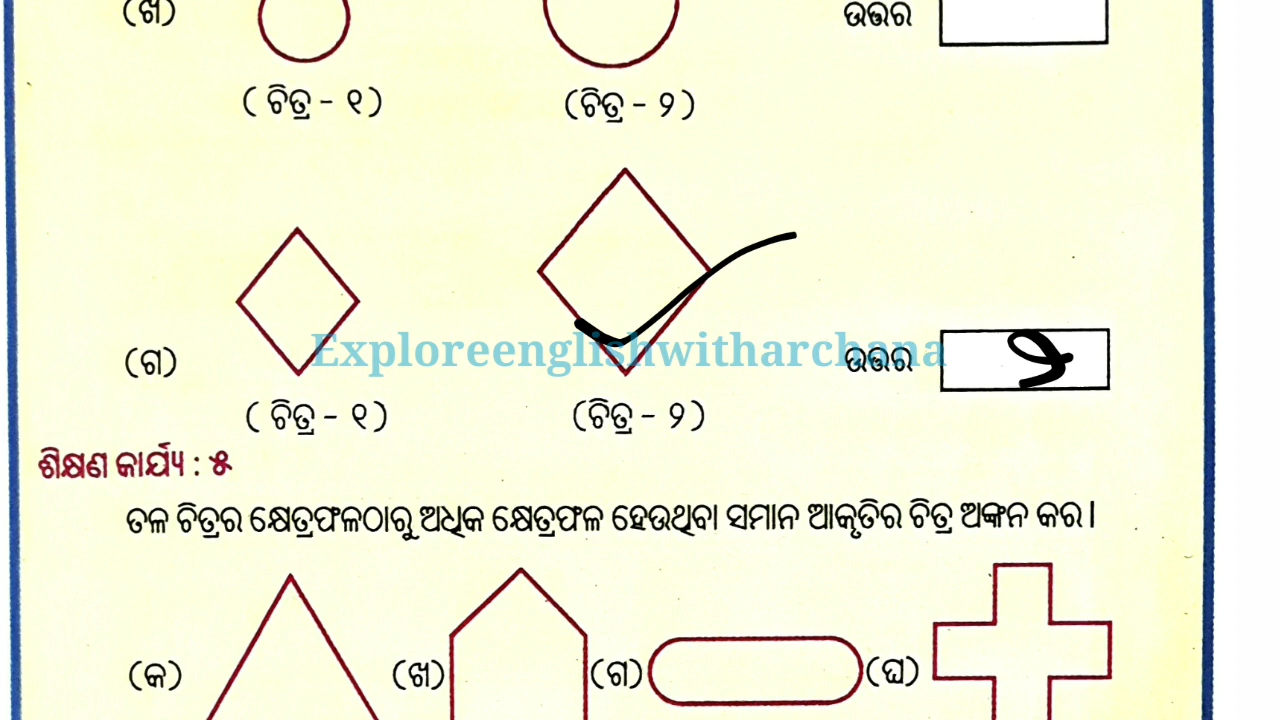 (ଖ) ଉତ୍ତର
( ଚିତ୍ର - ୧ ) (ଚିତ୍ର - ୨ )
Exploreenglishwitharchana
(ଗ) ଉତ୍ତର ୨
( ଚିତ୍ର - ୧ ) (ଚିତ୍ର - ୨ )
ଶିକ୍ଷଣ କାର୍ଯ୍ୟ : ୫
ତଳ ଚିତ୍ରର କ୍ଷେତ୍ରଫଳଠାରୁ ଅଧିକ କ୍ଷେତ୍ରଫଳ ହେଉଥିବା ସମାନ ଆକୃତିର ଚିତ୍ର ଅଙ୍କନ କର ।
(କ) (ଖ) (ଗ) (ଘ)